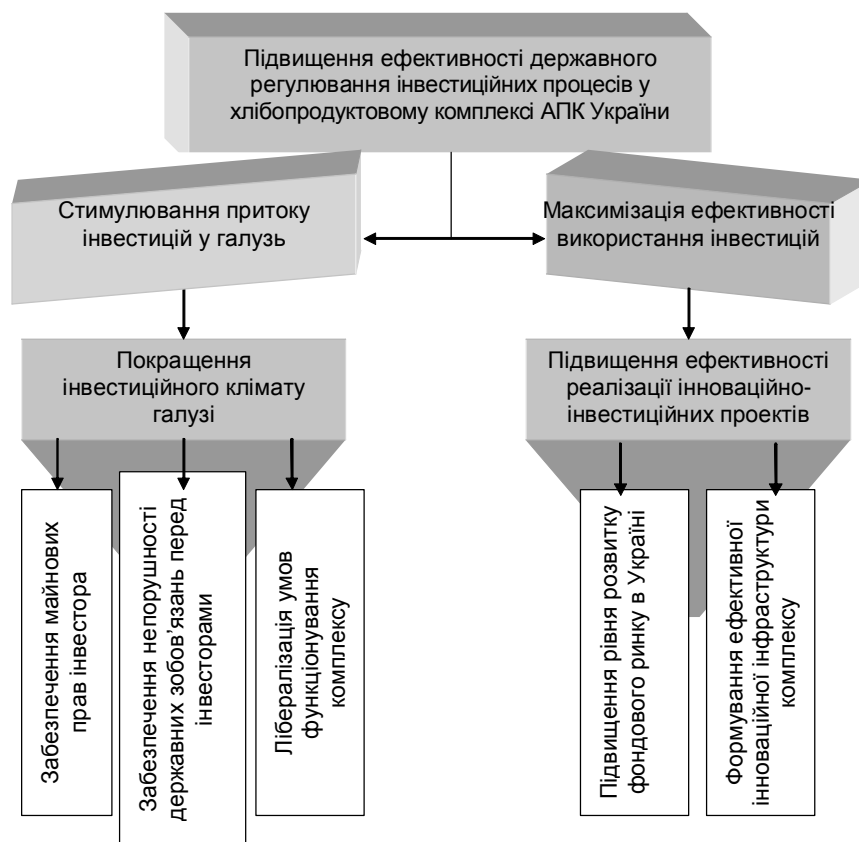 Підвищення ефективності державного
регулювання інвестиційних процесів у
хлібопродуктовому комплексі АПК України
Стимулювання притоку
інвестицій у галузь
Максимізація ефективності
використання інвестицій
Покращення
інвестиційного клімату
галузі
Підвищення ефективності
реалізації інноваційно-
інвестиційних проектів
Забезпечення майнових
прав інвестора
Забезпечення непорушності
державних зобов’язань перед
інвесторами
Лібералізація умов
функціонування
комплексу
Підвищення рівня розвитку
фондового ринку в Україні
Формування ефективної
інноваційної інфраструктури
комплексу